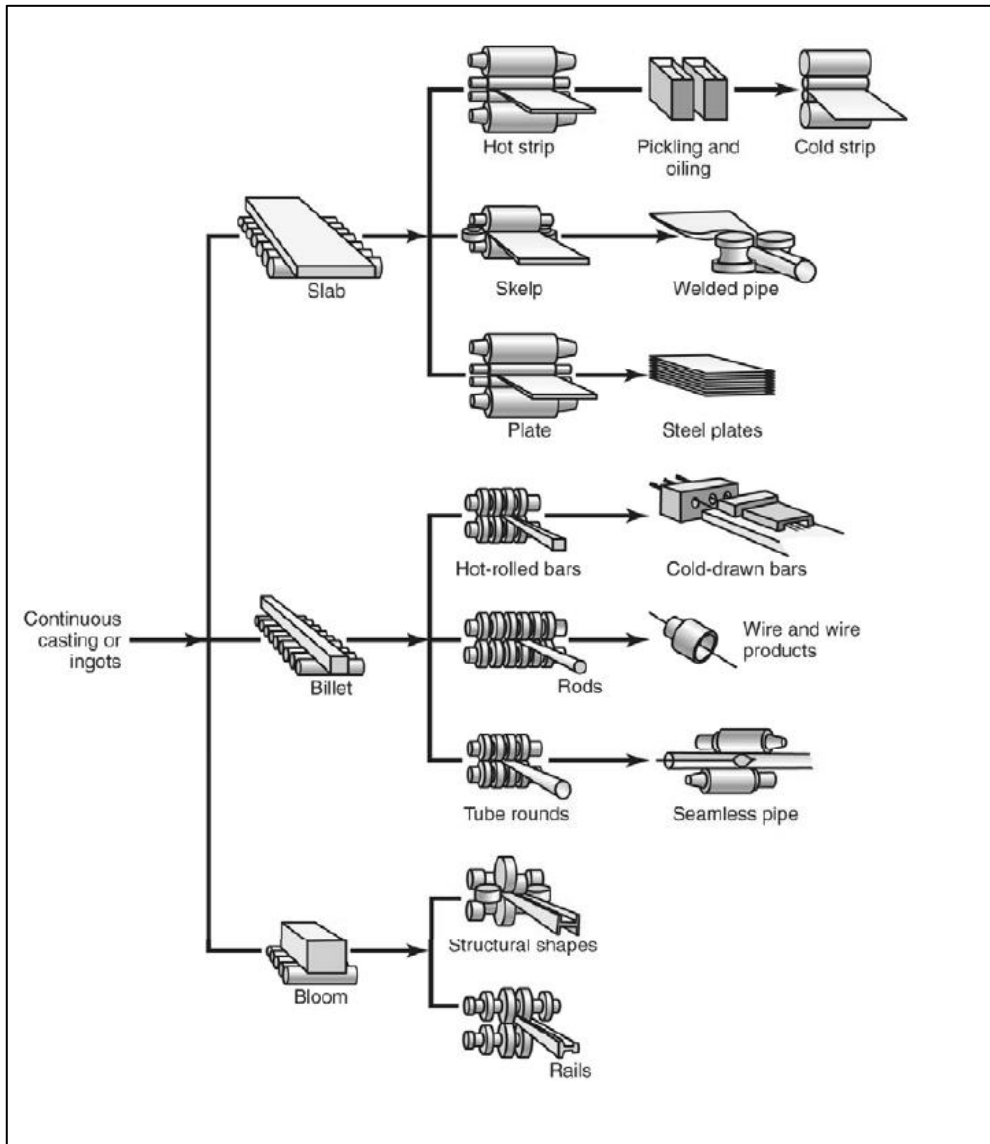 Hot strip
Pickling and
oiling
Cold strip
Slab
Skelp
Welded pipe
Plate
Steel plates
Hot-rolled bars
Cold-drawn bars
Continuous
casting or
ingots
Billet
Rods
Wire and wire
products
Tube rounds
Seamless pipe
Structural shapes
Bloom
Rails